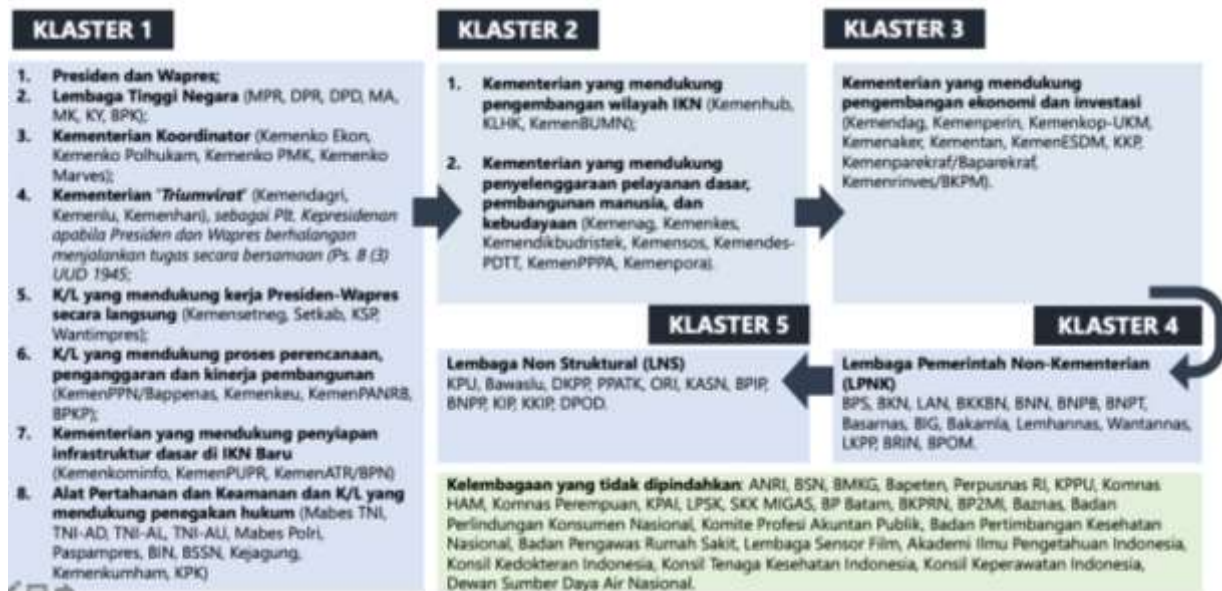 KLASTER 1
1. Presiden dan Wapres;
2. Lembaga Tinggi Negara (MPR, DPR, DPD, MA,
MK, KY, BPK);
3. Kementerian Koordinator (Kemenko Ekon,
Kemenko Polhukam, Kemenko PMK, Kemenko
Marves);
4. Kementerian "Triumvirat" (Kemendagri,
Kemenlu, Kemenhan), sebagai Plt. Kepresidenan
apabila Presiden dan Wapres berhalangan
menjalankan tugas secara bersamaan (Ps. 8 (3)
UUD 1945;
5. K/L yang mendukung kerja Presiden-Wapres
secara langsung (Kemensetneg, Setkab, KSP,
Wantimpres);
6. K/L yang mendukung proses perencanaan,
penganggaran dan kinerja pembangunan
(KemenPPN/Bappenas, Kemenkeu, KemenPANRB,
BPKP);
7. Kementerian yang mendukung penyiapan
infrastruktur dasar di IKN Baru
(Kemenkominfo, KemenPUPR, KemenATR/BPN)
8. Alat Pertahanan dan Keamanan dan K/L yang
mendukung penegakan hukum (Mabes TNI,
TNI-AD, TNI-AL, TNI-AU, Mabes Polri,
Paspampres, BIN, BSSN, Kejagung,
Kemenkumham, KPK)
KLASTER 2
1. Kementerian yang mendukung
pengembangan wilayah IKN (Kemenhub,
KLHK, KemenBUMN);
2. Kementerian yang mendukung
penyelenggaraan pelayanan dasar,
pembangunan manusia, dan
kebudayaan (Kemenag, Kemenkes,
Kemendikbudristek, Kemensos, Kemendes-
PDTT, KemenPPPA, Kemenpora).
KLASTER 3
Kementerian yang mendukung
pengembangan ekonomi dan investasi
(Kemendag, Kemenperin, Kemenkop-UKM,
Kemenaker, Kementan, KemenESDM, KKP,
Kemenparekraf/Baparekraf,
Kemenrinves/BKPM).
KLASTER 4
Lembaga Pemerintah Non-Kementerian
(LPNK)
BPS, BKN, LAN, BKKBN, BNN, BNPB, BNPT,
Basarnas, BIG, Bakamla, Lemhannas, Wantannas,
LKPP, BRIN, BPOM.
KLASTER 5
Lembaga Non Struktural (LNS)
KPU, Bawaslu, DKPP, PPATK, ORI, KASN, BPIP,
BNPP, KIP, KKIP, DPOD.
Kelembagaan yang tidak dipindahkan: ANRI, BSN, BMKG, Bapeten, Perpusnas RI, KPPU, Komnas
HAM, Komnas Perempuan, KPAI, LPSK, SKK MIGAS, BP Batam, BKPRN, BP2MI, Baznas, Badan
Perlindungan Konsumen Nasional, Komite Profesi Akuntan Publik, Badan Pertimbangan Kesehatan
Nasional, Badan Pengawas Rumah Sakit, Lembaga Sensor Film, Akademi Ilmu Pengetahuan Indonesia,
Konsil Kedokteran Indonesia, Konsil Tenaga Kesehatan Indonesia, Konsil Keperawatan Indonesia,
Dewan Sumber Daya Air Nasional.